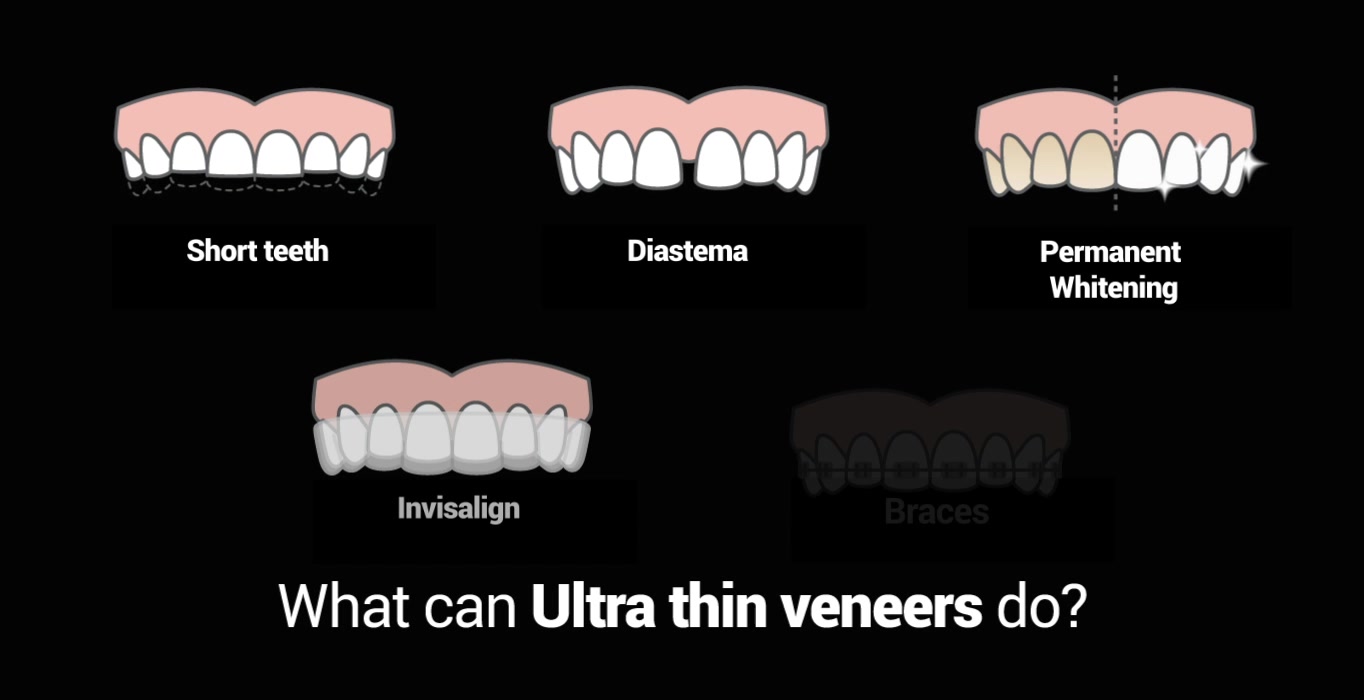 Short teeth
Diastema
Permanent
Whitening
Invisalign
Braces
What can Ultra thin veneers do?